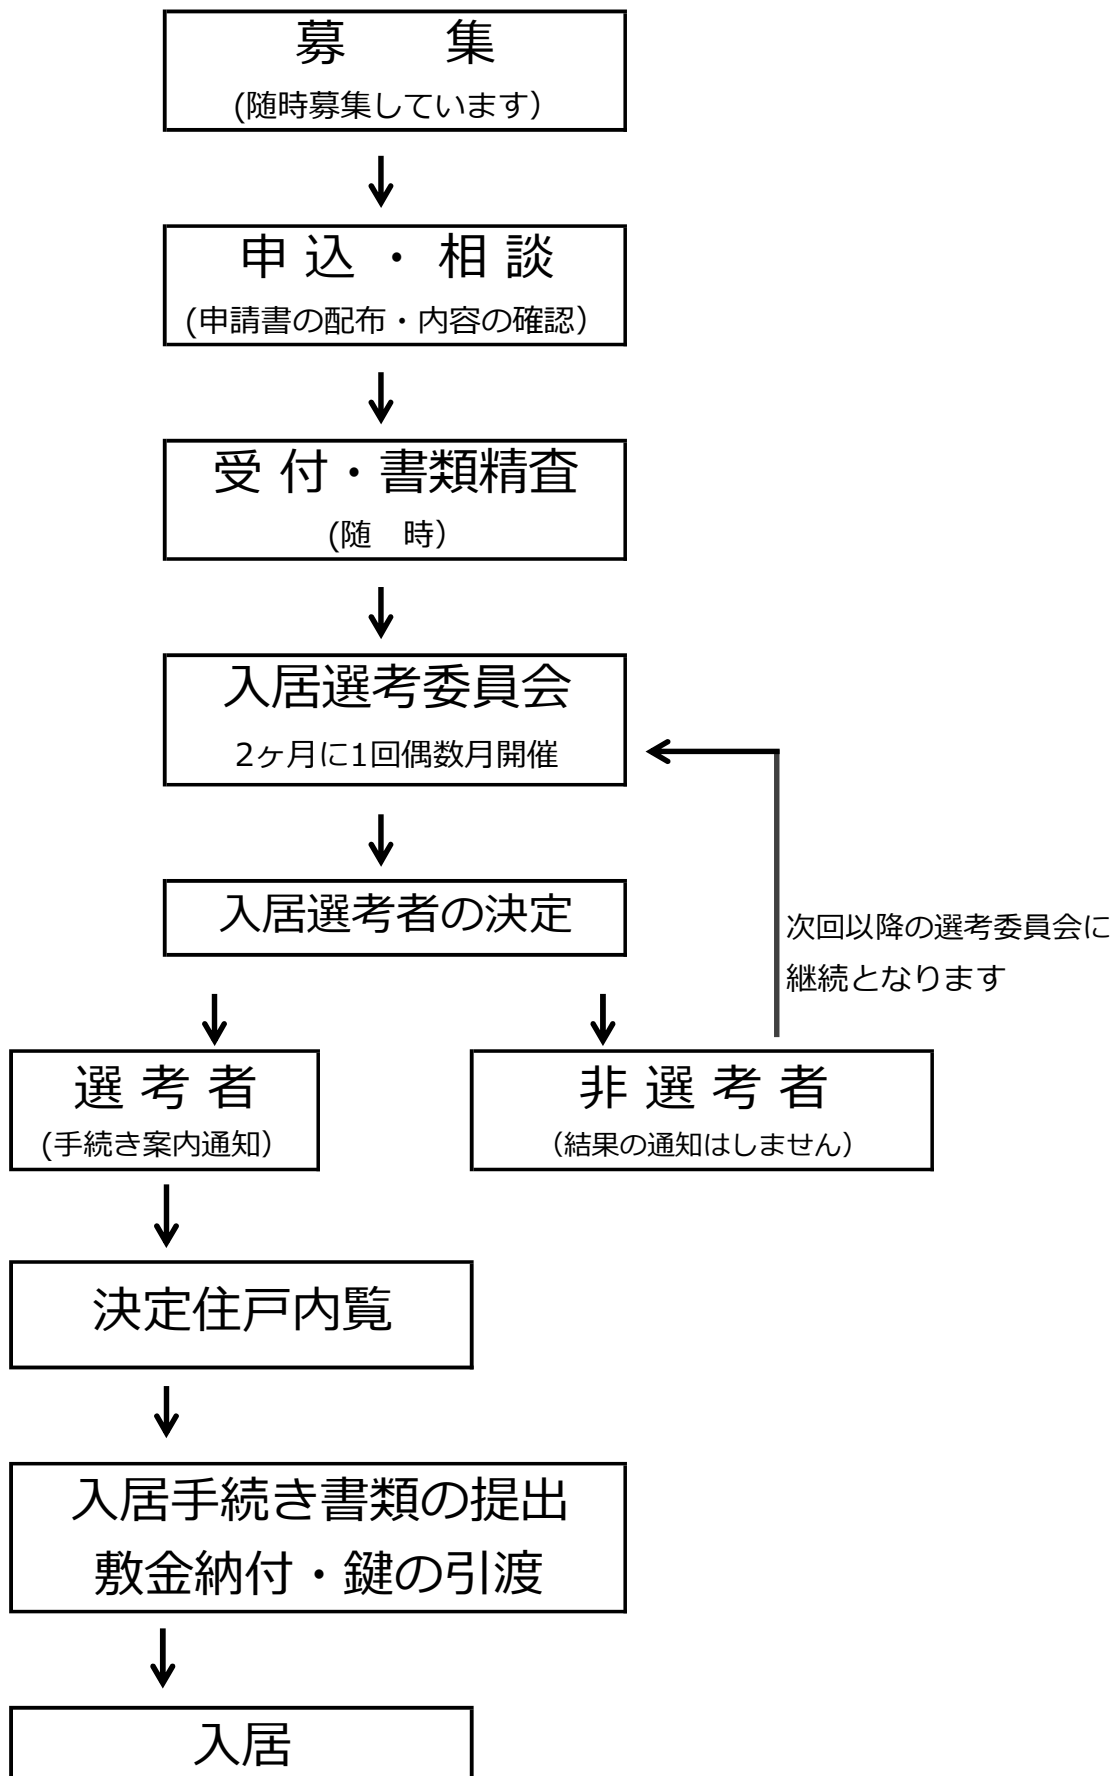 募　　集
(随時募集しています）
申 込 ・ 相 談
(申請書の配布・内容の確認）
受 付・書類精査
(随　時）
入居選考委員会
2ヶ月に1回偶数月開催
入居選考者の決定
次回以降の選考委員会に
継続となります
選 考 者
(手続き案内通知）
非 選 考 者
（結果の通知はしません）
決定住戸内覧
入居手続き書類の提出
敷金納付・鍵の引渡
入居